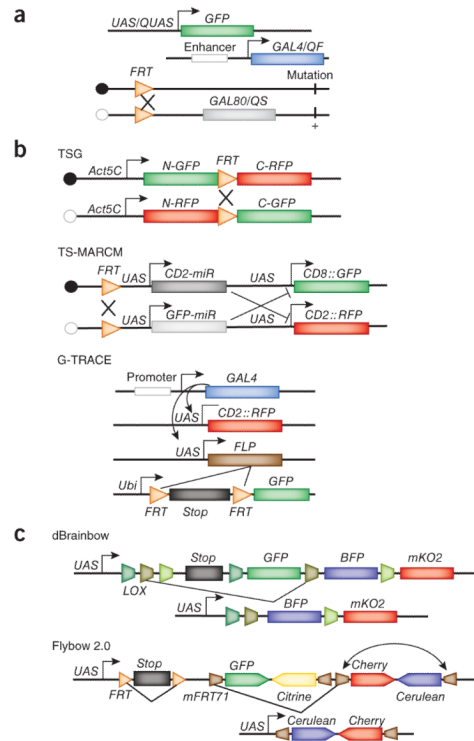 a
UAS/QUAS GFP
Enhancer GAL4/QF
FRT Mutation
GAL80/QS
+
b
TSG
Act5C N-GFP FRT C-RFP
Act5C N-RFP C-GFP
TS-MARCM
FRT UAS CD2-miR UAS CD8::GFP
UAS GFP-miR UAS CD2::RFP
G-TRACE
Promoter GAL4
UAS CD2::RFP
UAS FLP
Ubi GFP
FRT Stop FRT
c
dBrainbow
UAS Stop GFP BFP mKO2
LOX
UAS BFP mKO2
Flybow 2.0
UAS Stop GFP Cherry
FRT mFRT71 Citrine Cerulean
UAS Cerulean Cherry